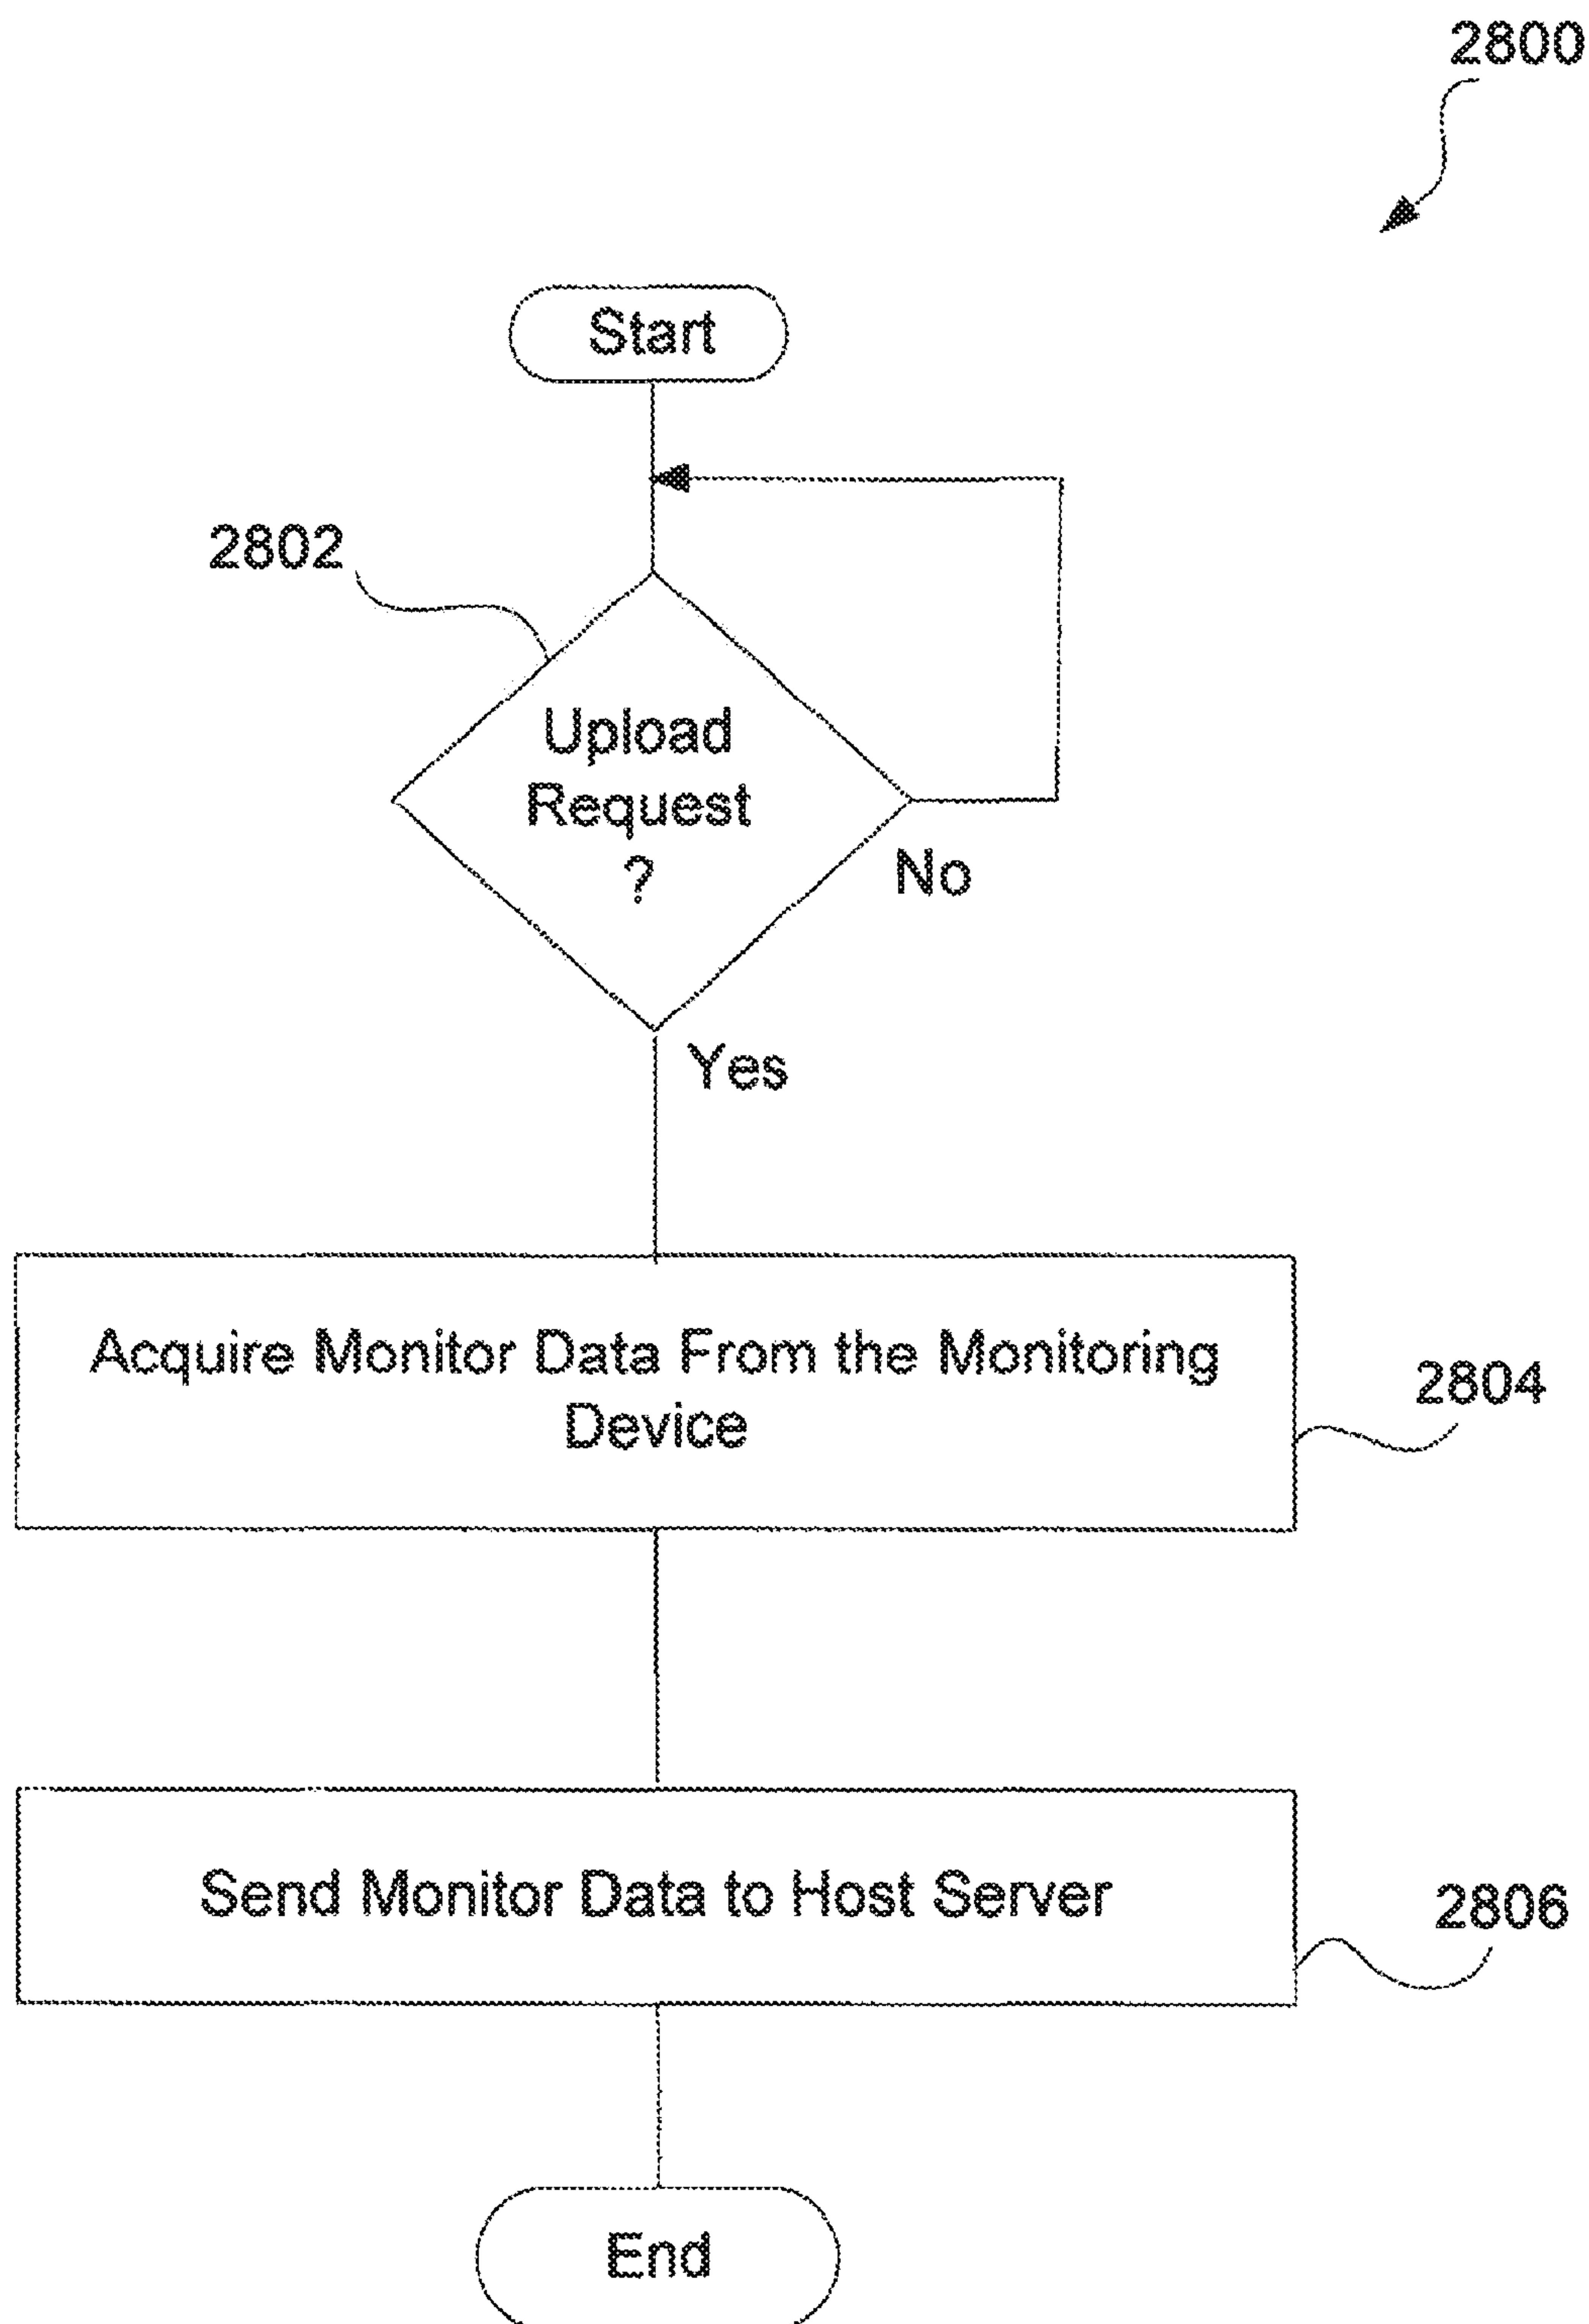 2800
Start
2802
Upload
Request
?
No
Yes
Acquire Monitor Data From the Monitoring
Device
2804
Send Monitor Data to Host Server
2806
End